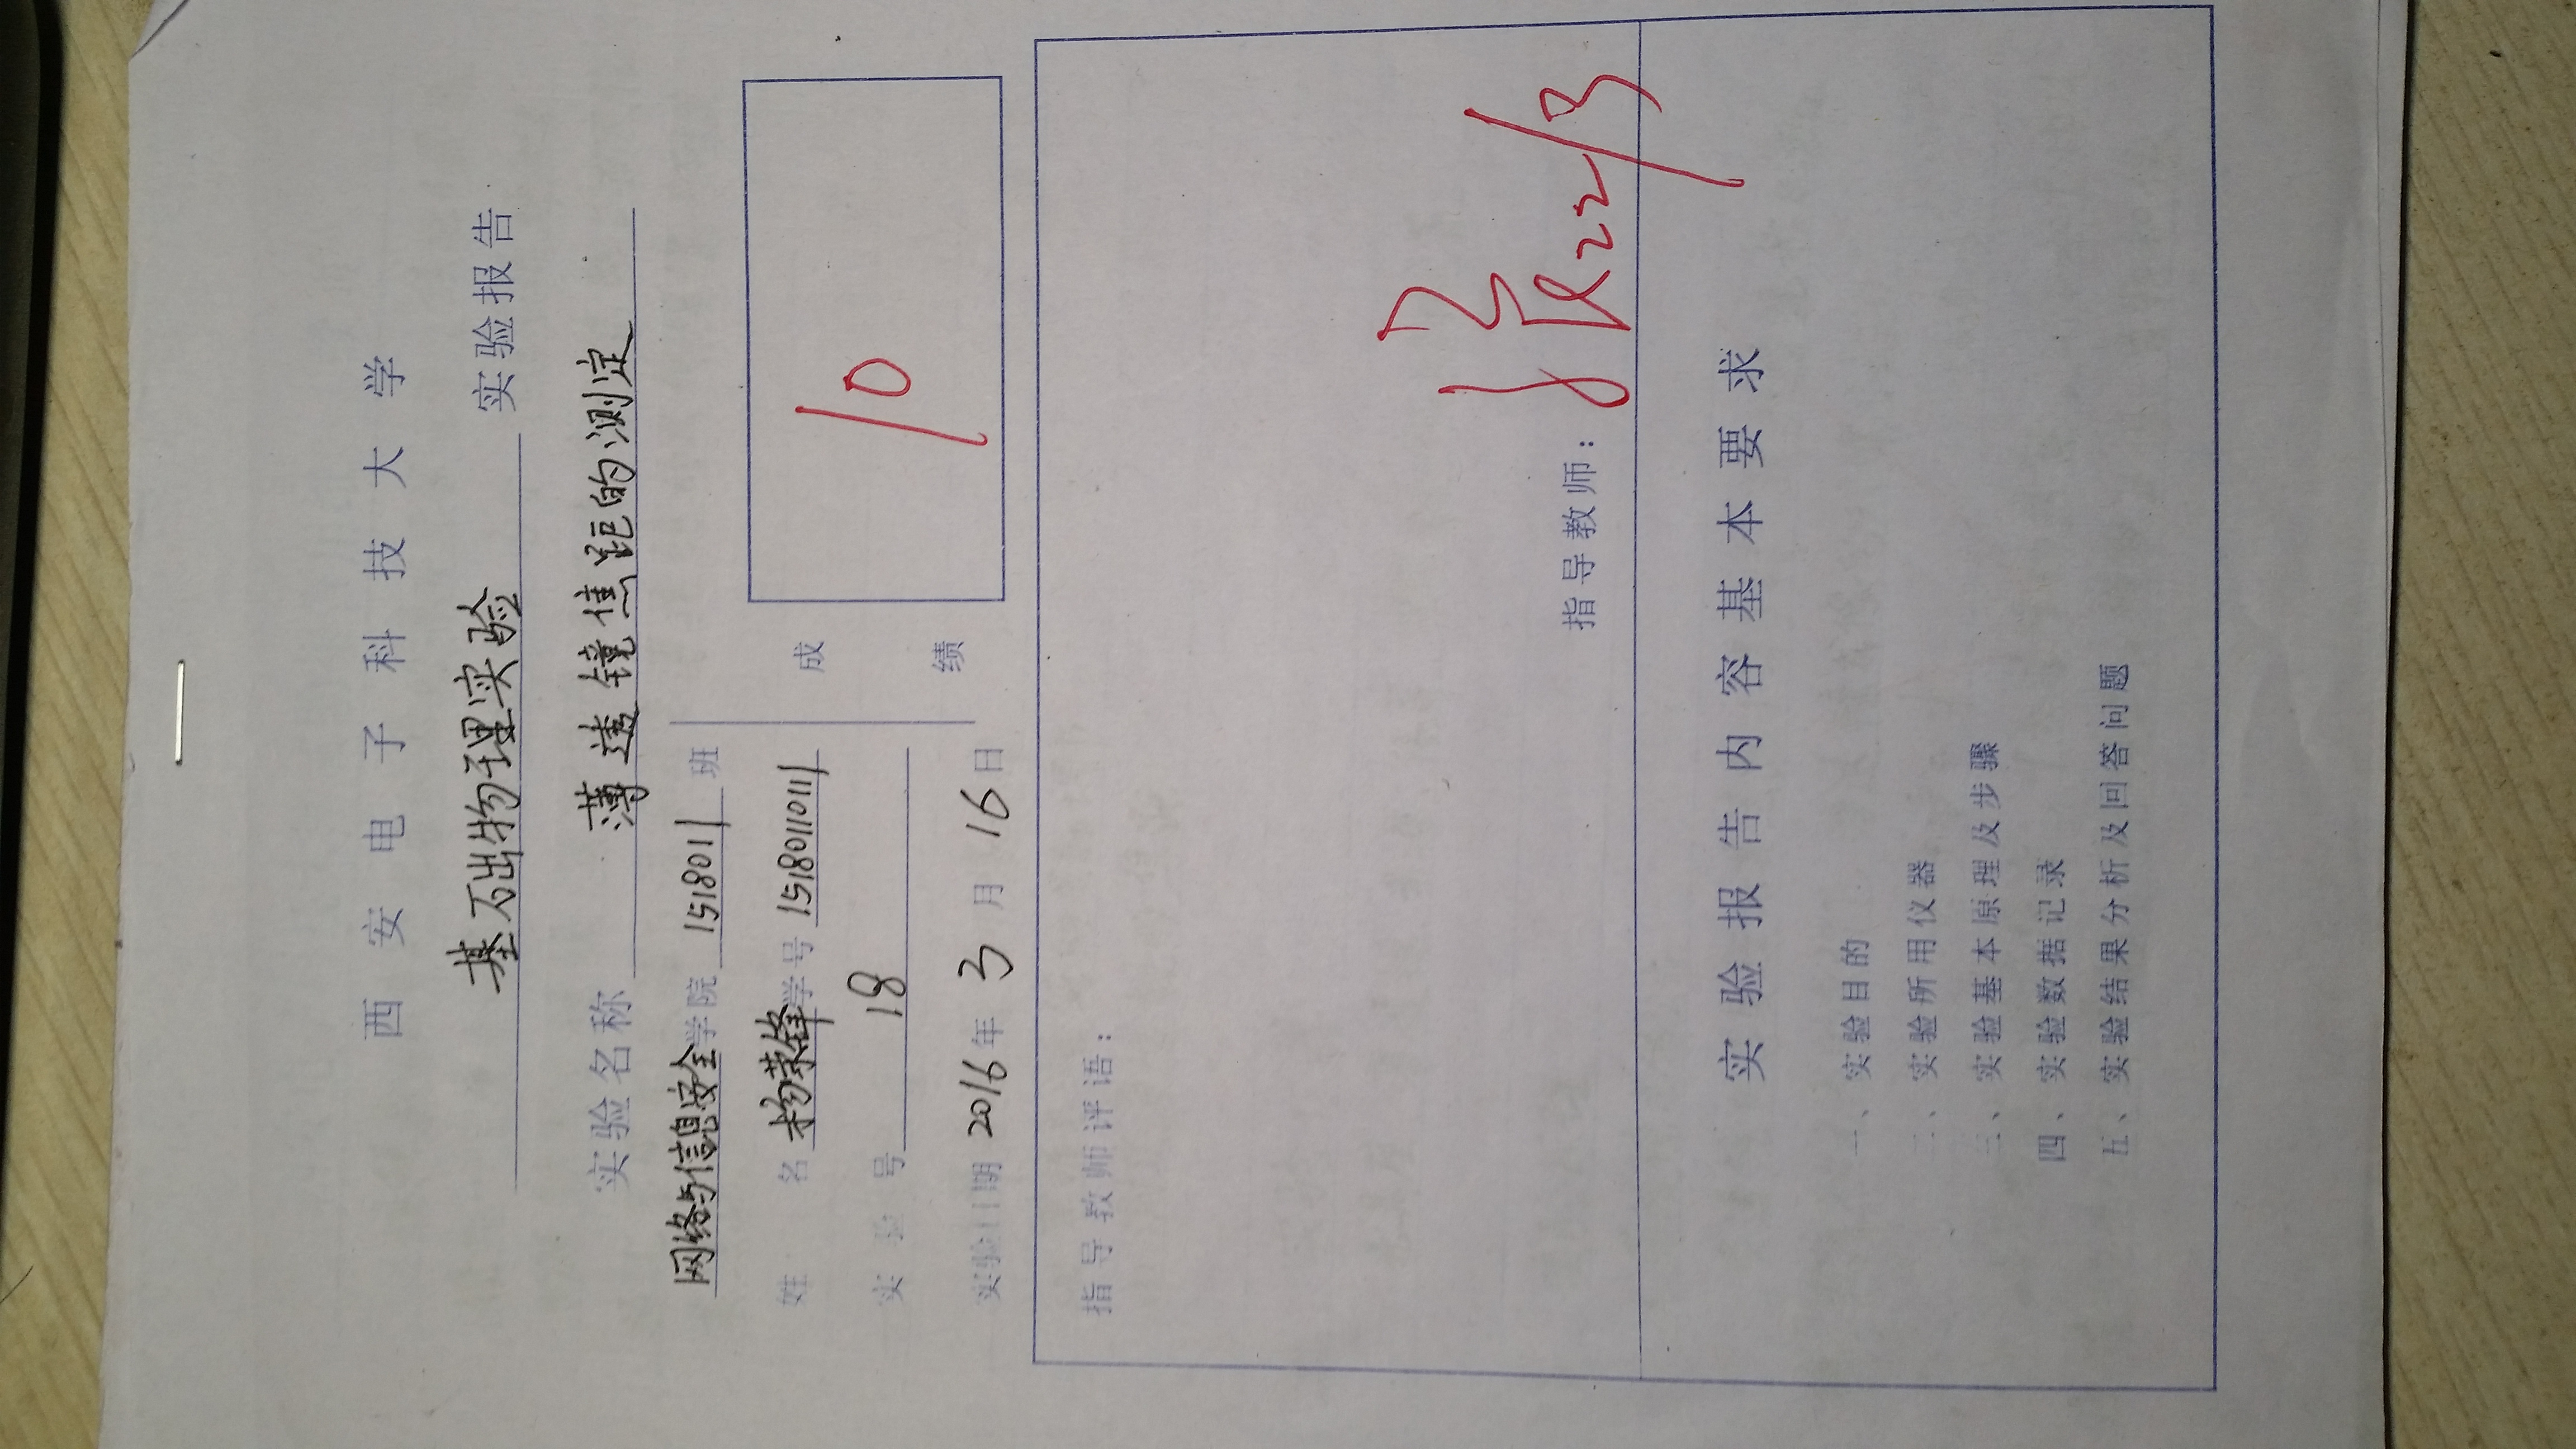 西安电子科技大学
基础物理实验 实验报告
实验名称 薄透镜焦距的测定
网络与信息安全学院 1518011 班
姓 名 杨荣锋 学号 15180110111
实 验 号 18
实验日期 2016 年 3 月 16 日
成 绩
10
指导教师评语：
指导教师：
22/3
实验报告内容基本要求
一、实验目的
二、实验所用仪器
三、实验基本原理及步骤
四、实验数据记录
五、实验结果分析及回答问题